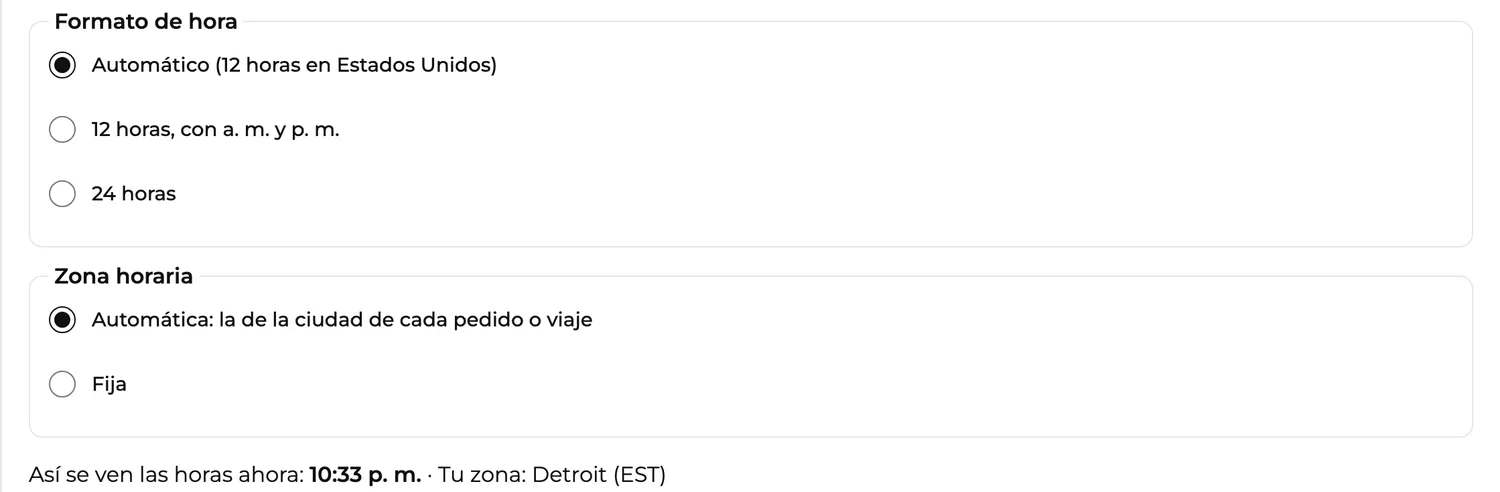 Formato de hora
Automático (12 horas en Estados Unidos)
12 horas, con a. m. y p. m.
24 horas
Zona horaria
Automática: la de la ciudad de cada pedido o viaje
Fija
Así se ven las horas ahora: 10:33 p. m. · Tu zona: Detroit (EST)